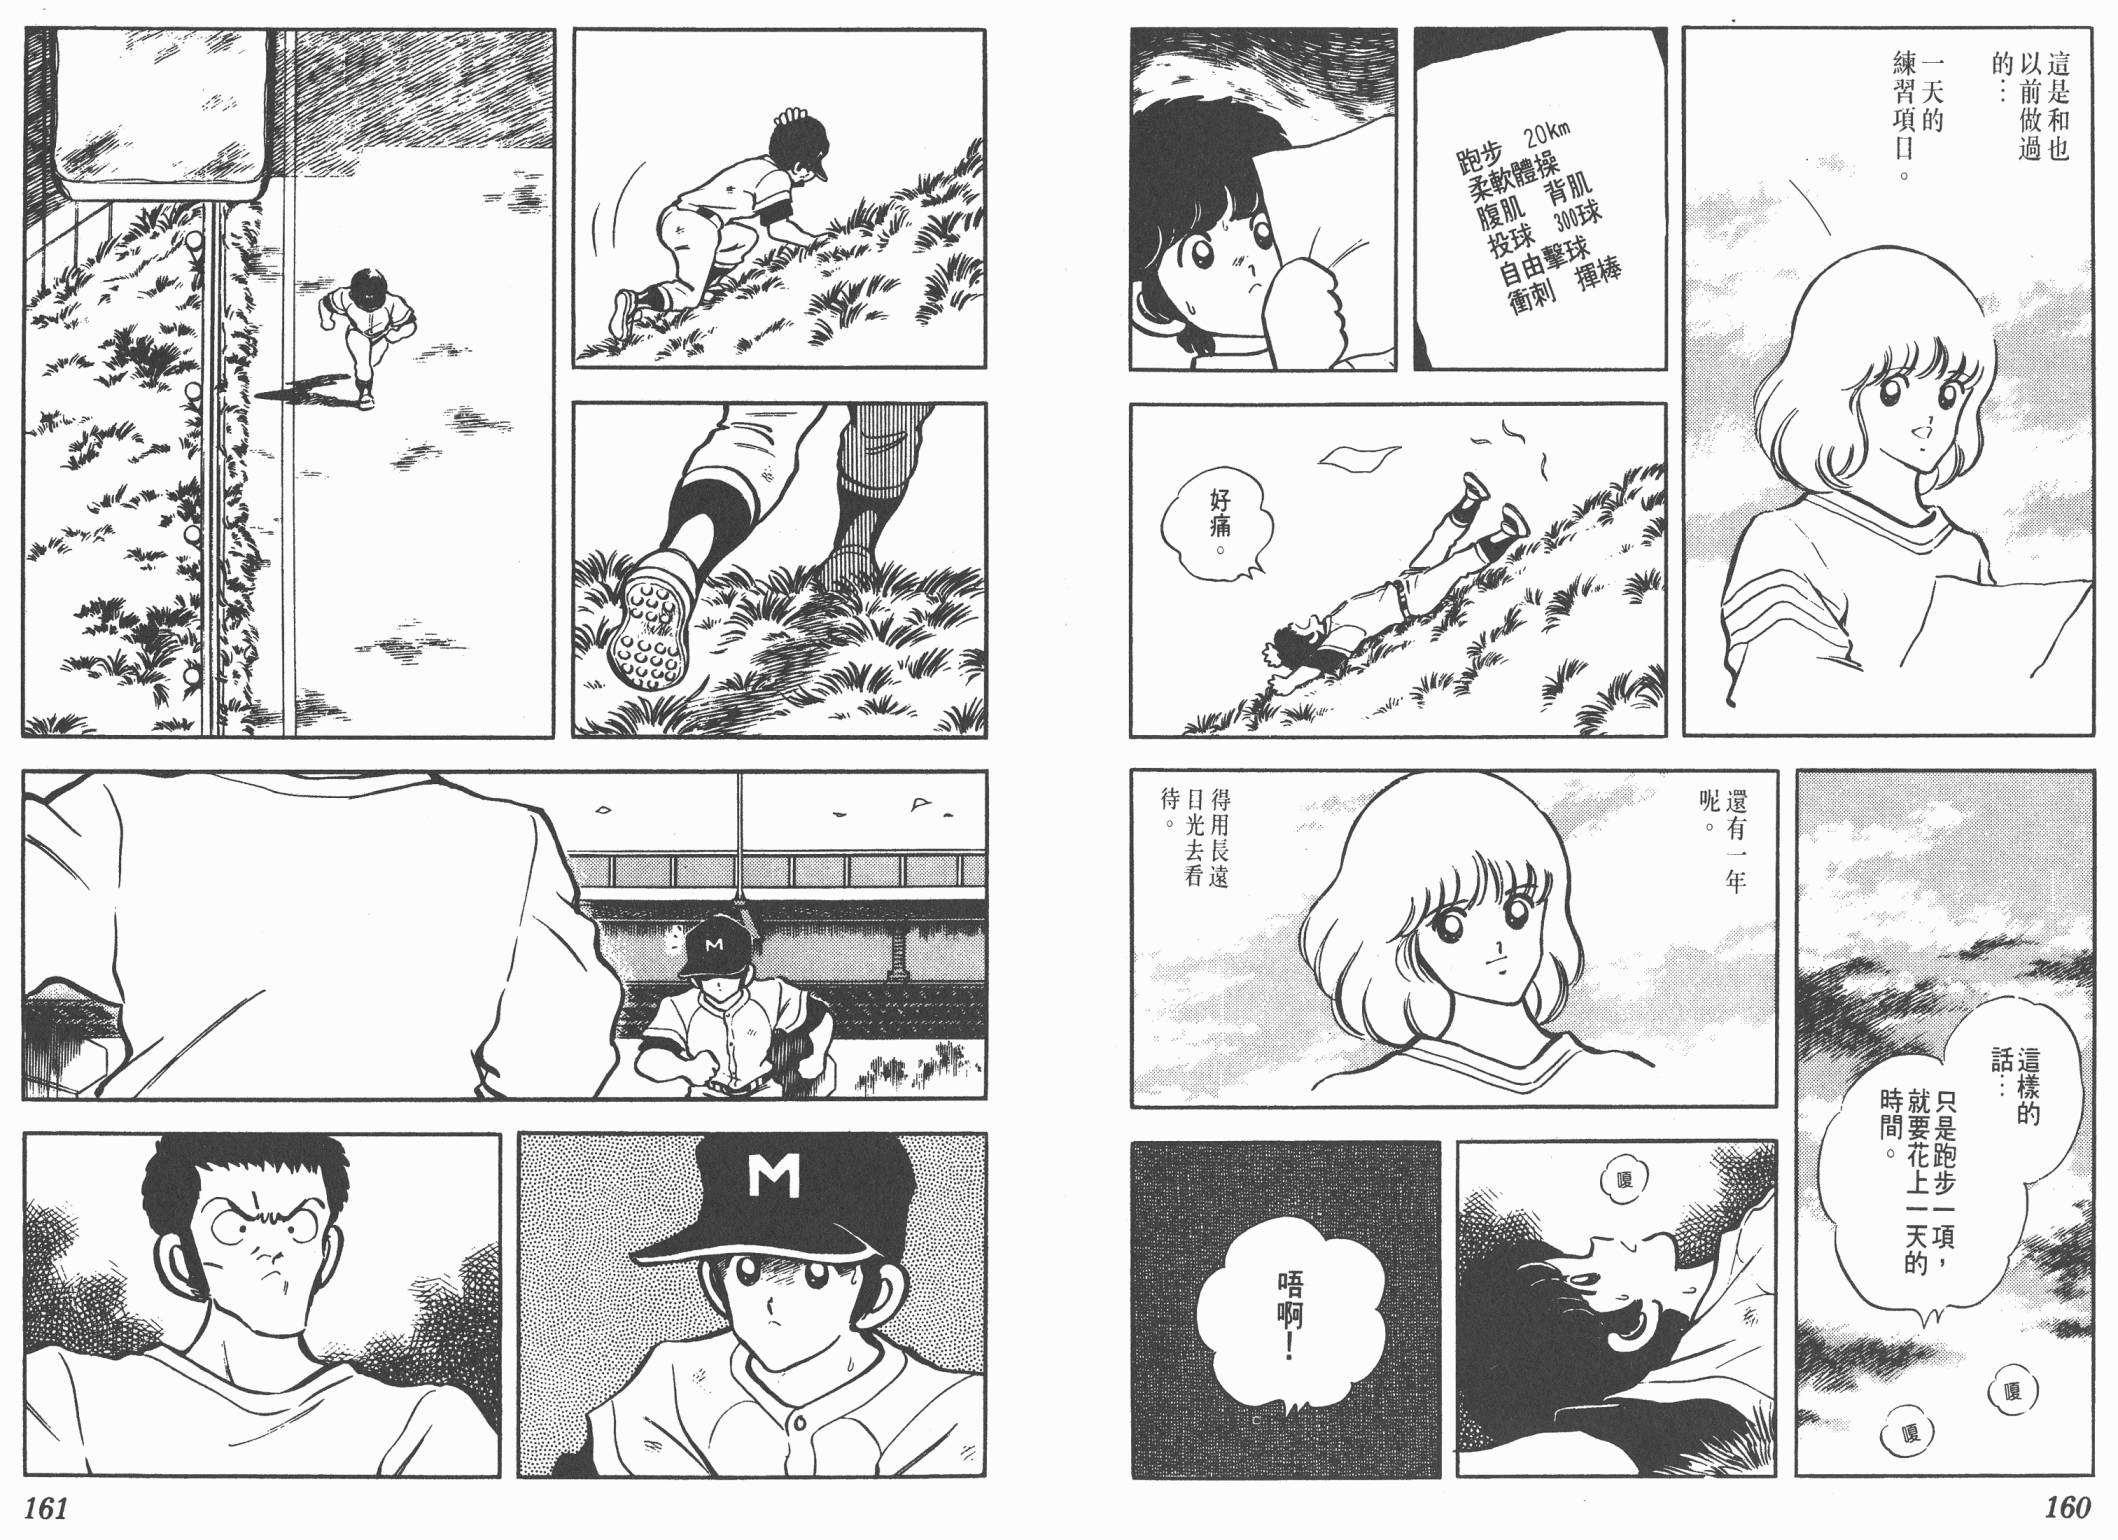 這是和也
以前做過
的…
一天的
練習項日。
跑步 20km
柔軟體操
腹肌 背肌
投球 300球
自由擊球
衝刺 揮棒
好痛。
這樣的
話…
只是跑步一項，
就要花上一天的
時間。
嗄
嗄
還有一年
呢。
得用長遠
日光去看
待。
嗄
唔啊！
160
M
M
161